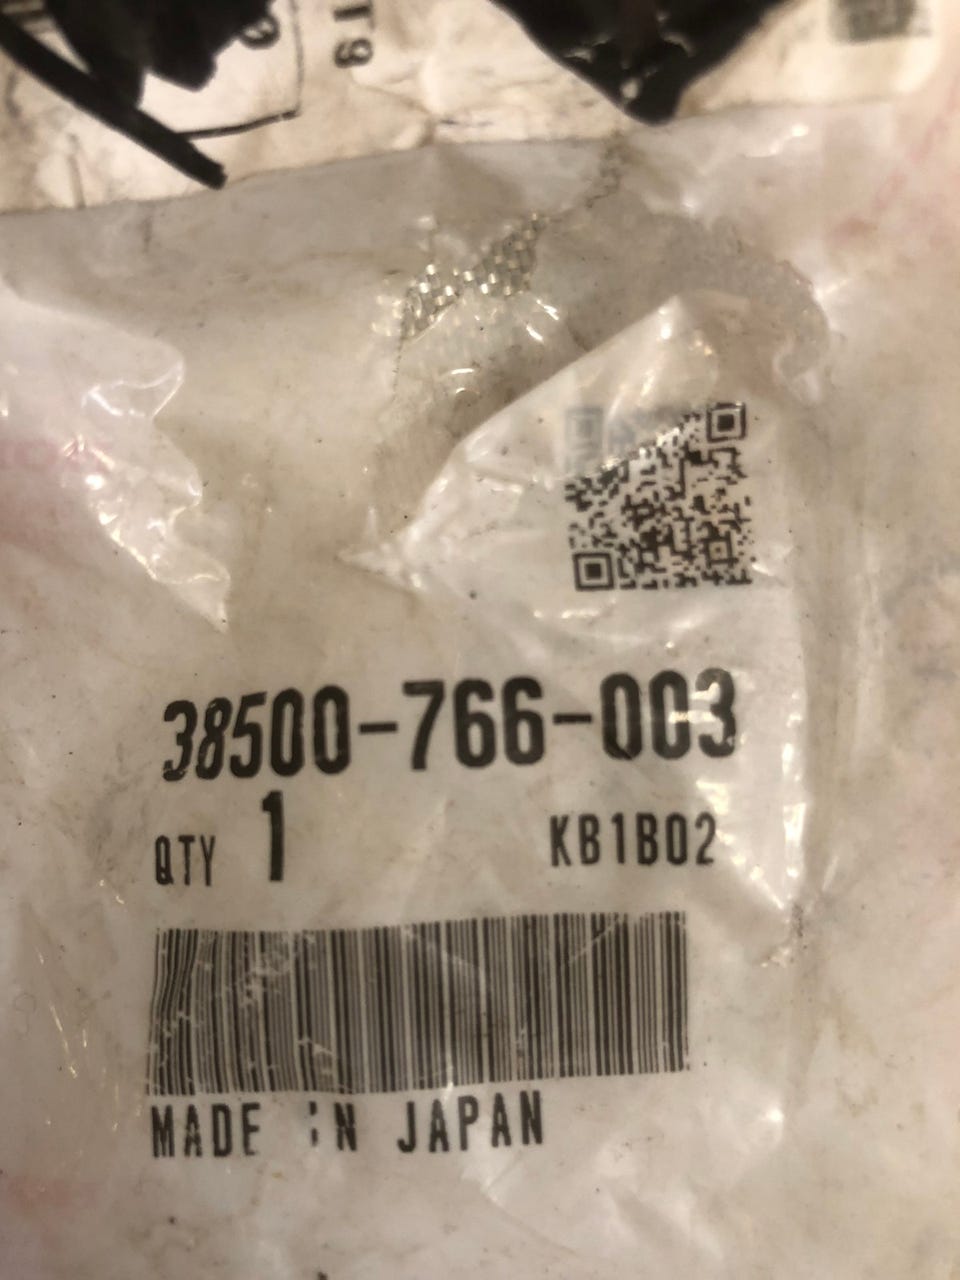 38500-766-003
QTY 1 KB1B02
MADE IN JAPAN